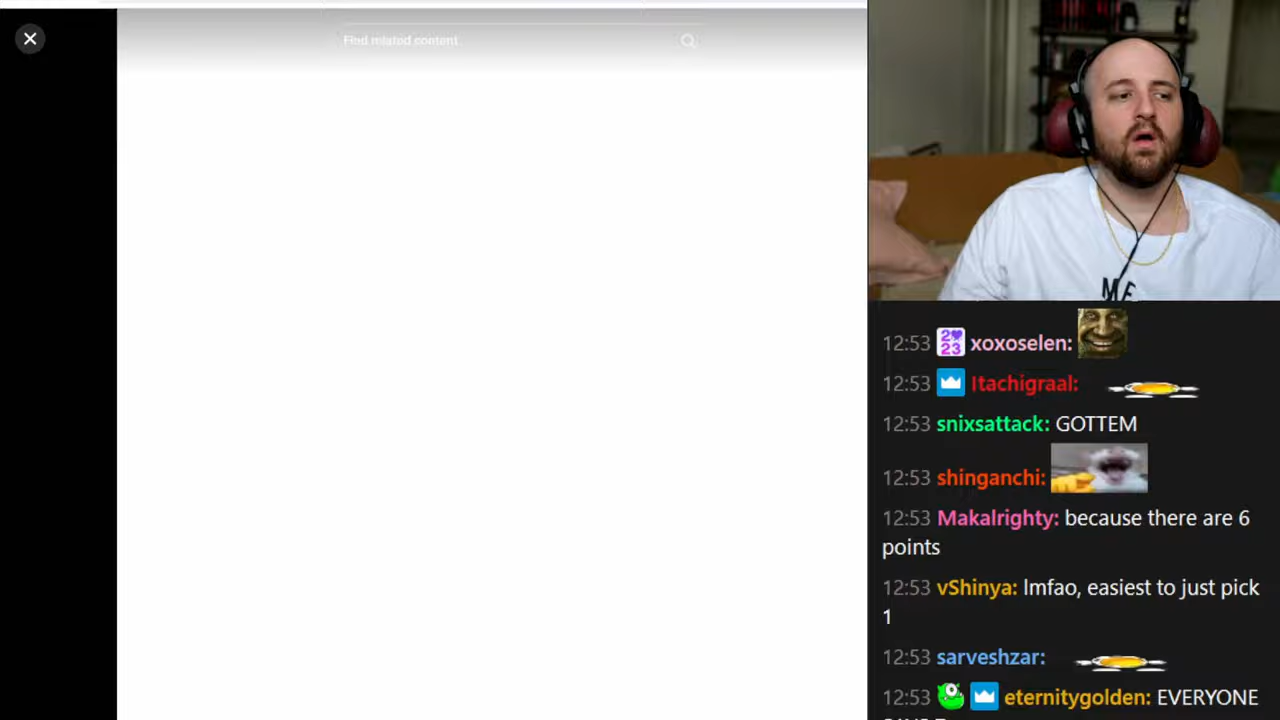 Find related content
ME
12:53 xoxoselen:
12:53 Itachigraal:
12:53 snixsattack: GOTTEM
12:53 shinganchi:
12:53 Makalrighty: because there are 6
points
12:53 vShinya: lmfao, easiest to just pick
1
12:53 sarveshzar:
12:53 eternitygolden: EVERYONE